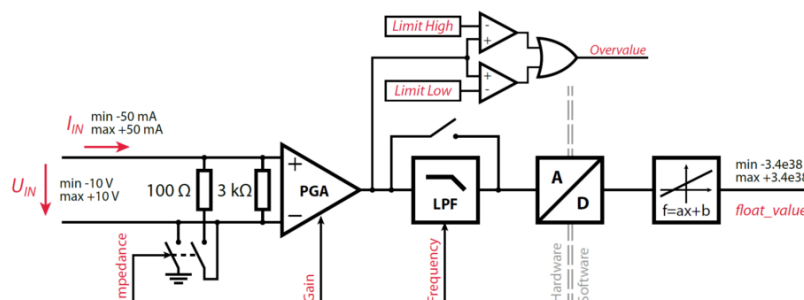 Limit High
-
+
Overvalue
-
Limit Low
+
I_IN
min -50 mA
max +50 mA
U_IN
min -10 V
max +10 V
100 Ω
3 kΩ
+
PGA
−
LPF
A
D
f=ax+b
min -3.4e38
max +3.4e38
float_value
mpedance
Gain
Frequency
Hardware
Software